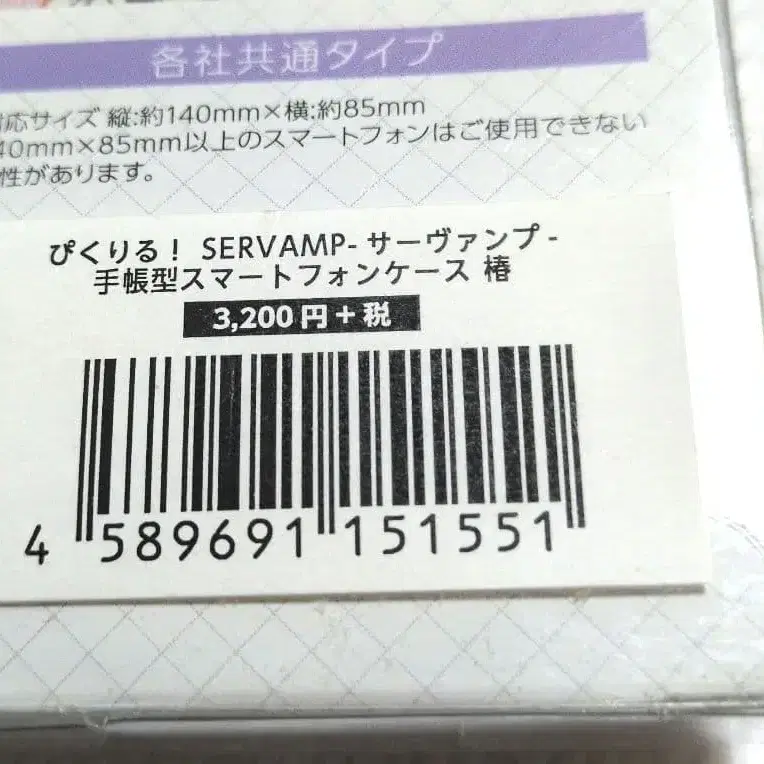 各社共通タイプ
応サイズ 縦:約140mm×横:約85mm
40mm×85mm以上のスマートフォンはご使用できない
性があります。
ぴくりる！ SERVAMP- サーヴァンプ -
手帳型スマートフォンケース 椿
3,200円＋税
4 589691 151551